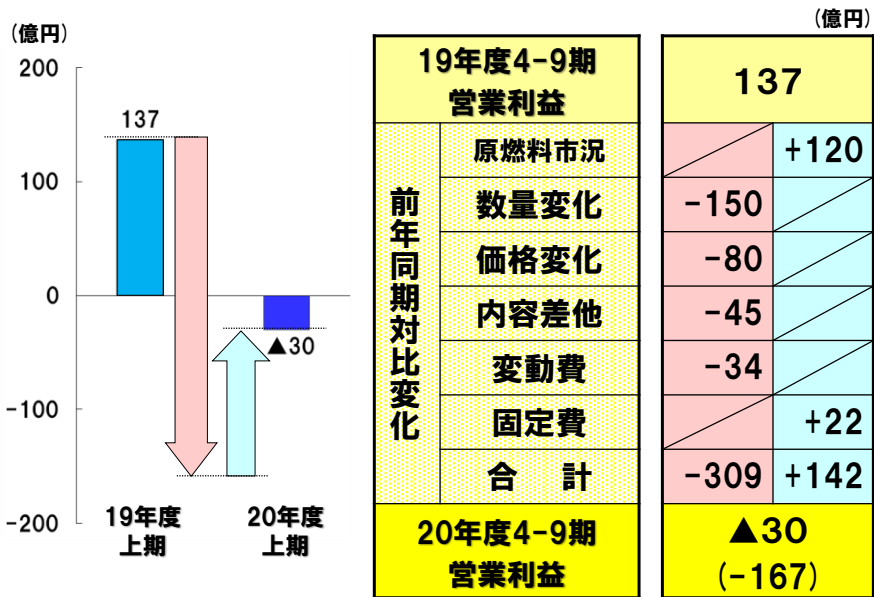 (億円)
200
100
0
-100
-200
137
▲30
19年度
上期
20年度
上期
(億円)
19年度4-9期
営業利益
137
前年同期対比変化
原燃料市況
+120
数量変化
-150
価格変化
-80
内容差他
-45
変動費
-34
固定費
+22
合 計
-309
+142
20年度4-9期
営業利益
▲30
(-167)